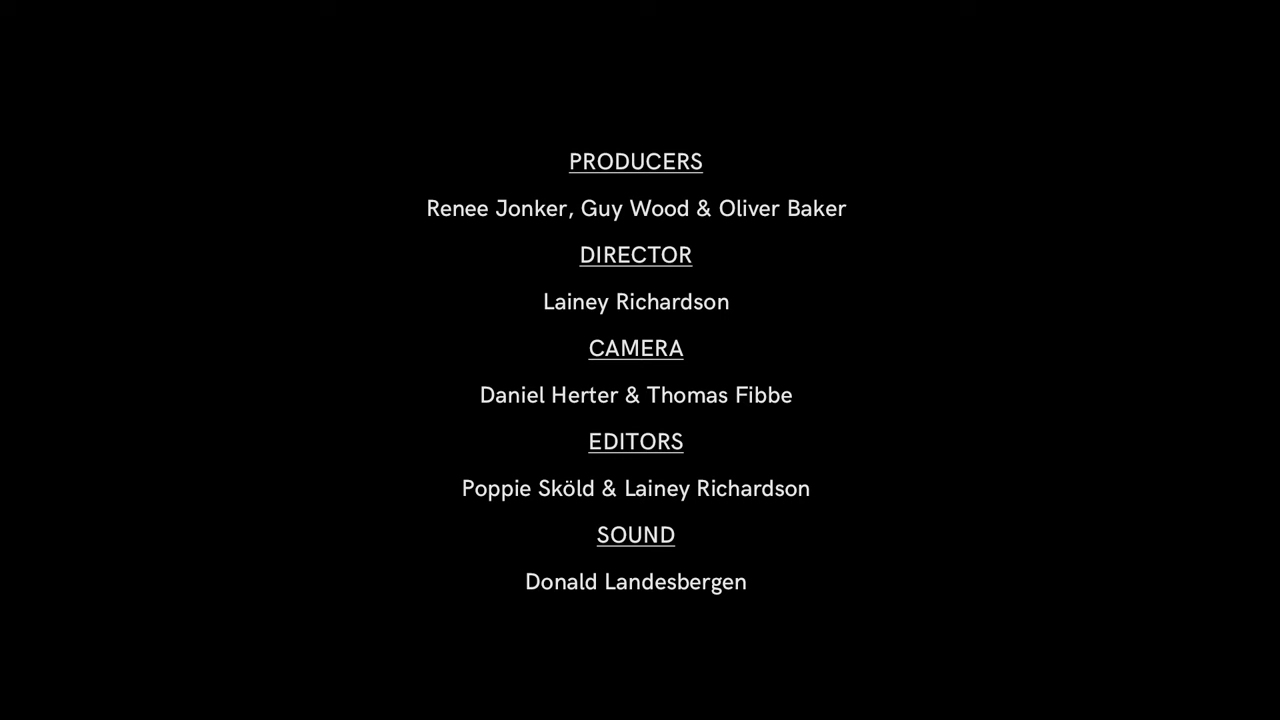 PRODUCERS
Renee Jonker, Guy Wood & Oliver Baker
DIRECTOR
Lainey Richardson
CAMERA
Daniel Herter & Thomas Fibbe
EDITORS
Poppie Sköld & Lainey Richardson
SOUND
Donald Landesbergen